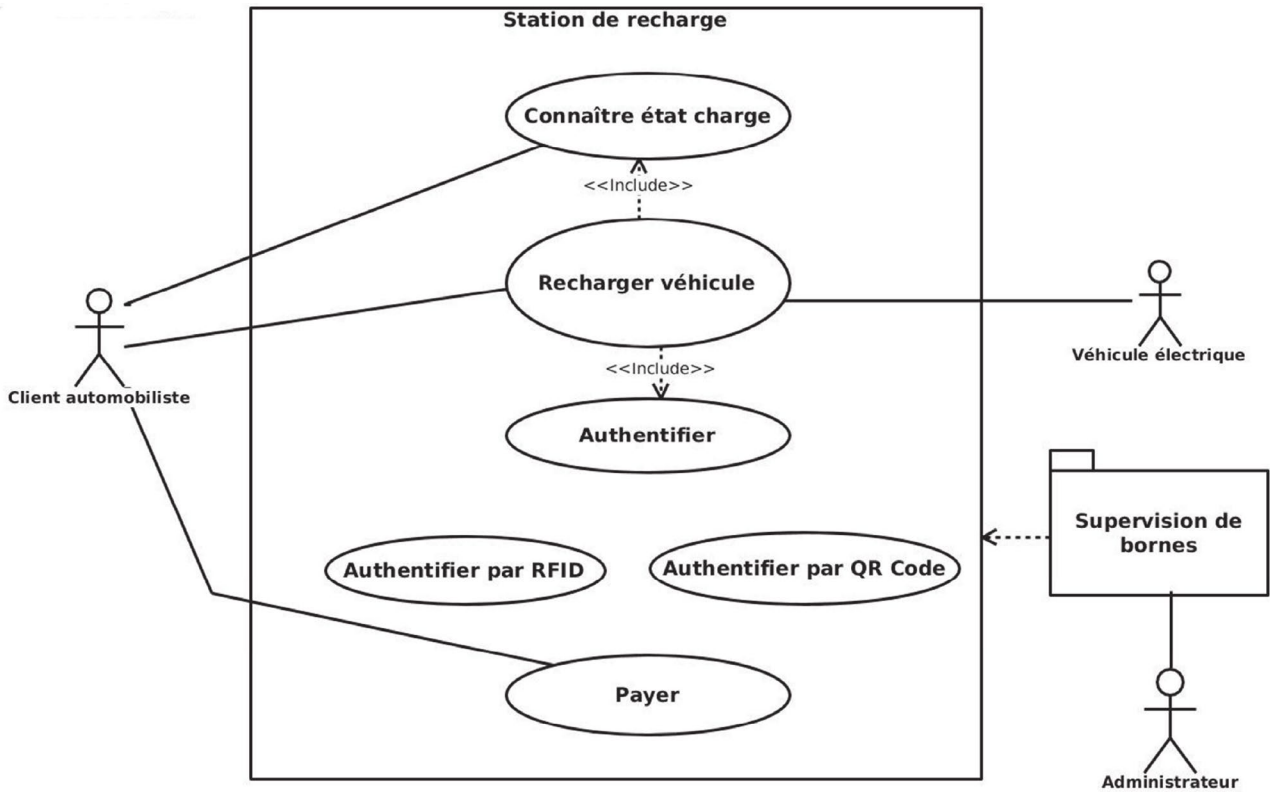 Station de recharge
Connaître état charge
<<Include>>
Recharger véhicule
Véhicule électrique
<<Include>>
Client automobiliste
Authentifier
Supervision de
bornes
Authentifier par RFID
Authentifier par QR Code
Payer
Administrateur